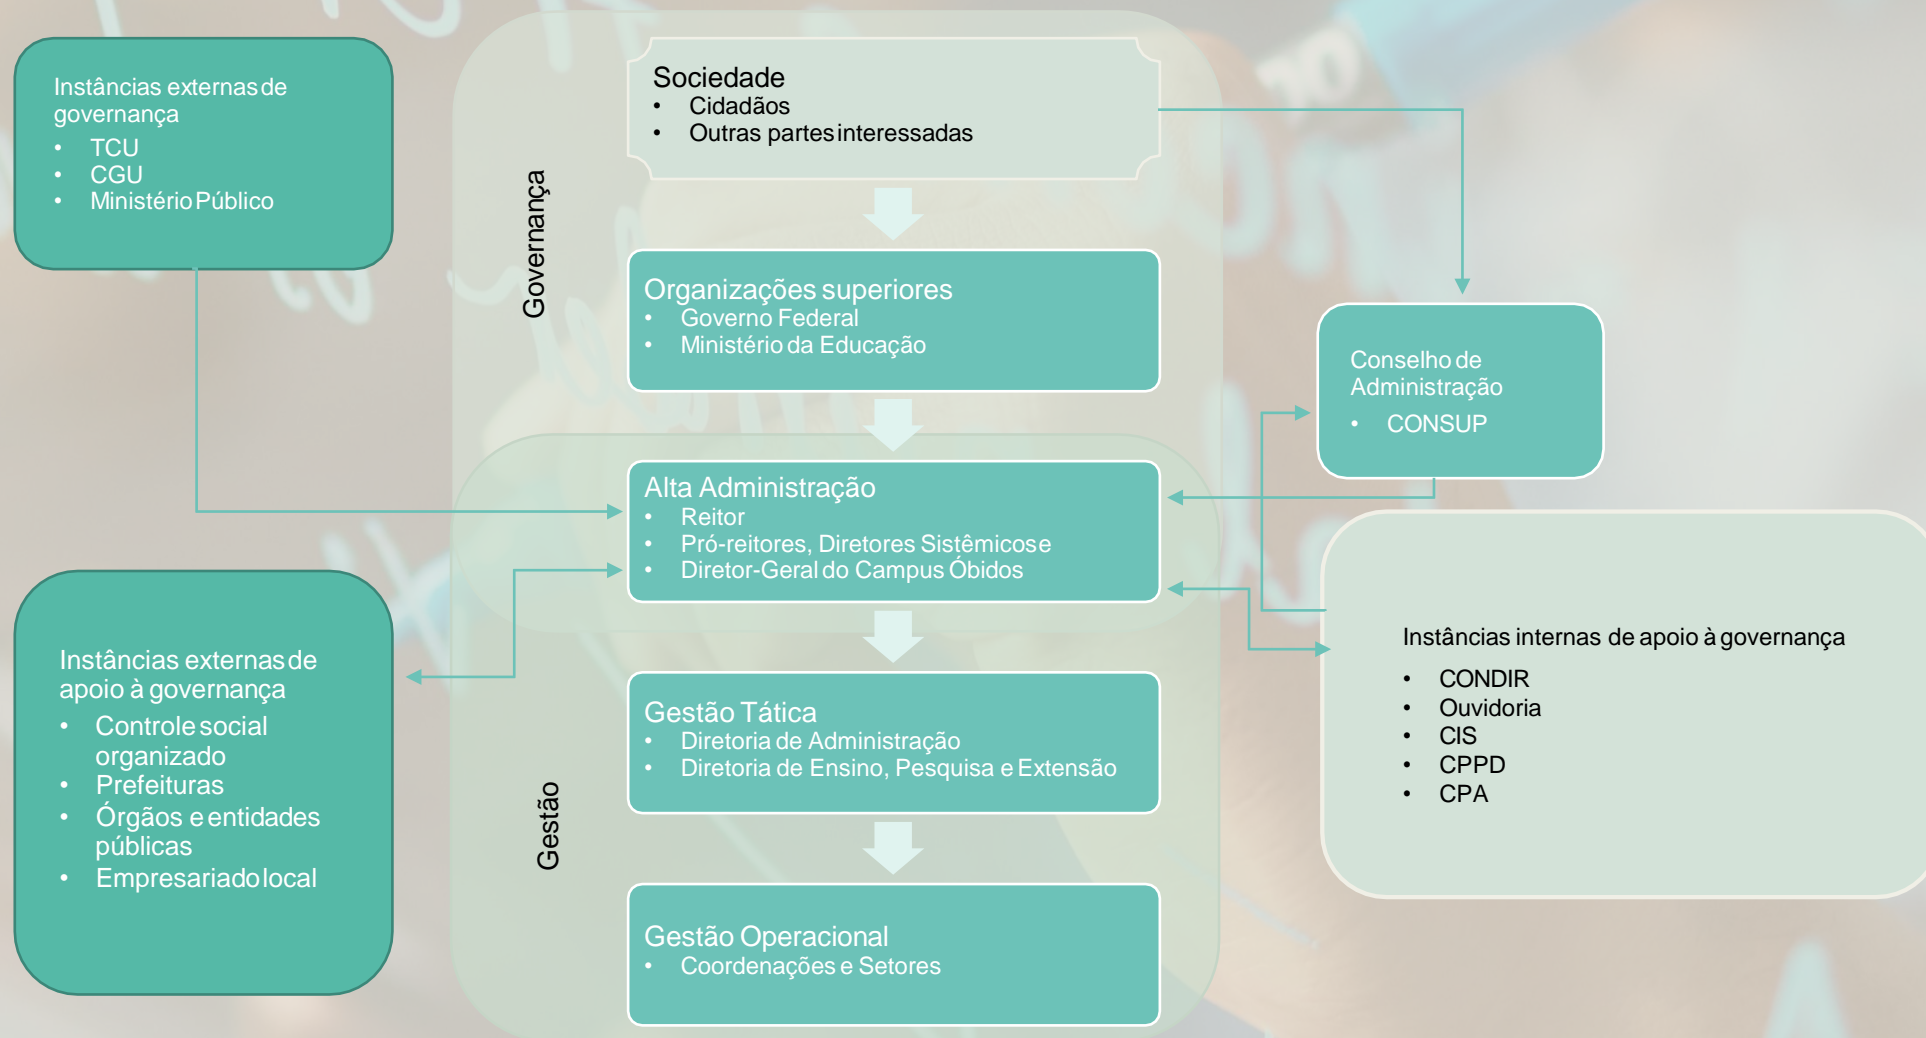 Instâncias externas de
governança
• TCU
• CGU
• Ministério Público
Sociedade
• Cidadãos
• Outras partes interessadas
Governança
Organizações superiores
• Governo Federal
• Ministério da Educação
Conselho de
Administração
• CONSUP
Alta Administração
• Reitor
• Pró-reitores, Diretores Sistêmicos e
• Diretor-Geral do Campus Óbidos
Instâncias externas de
apoio à governança
• Controle social
organizado
• Prefeituras
• Órgãos e entidades
públicas
• Empresariado local
Instâncias internas de apoio à governança
• CONDIR
• Ouvidoria
• CIS
• CPPD
• CPA
Gestão
Gestão Tática
• Diretoria de Administração
• Diretoria de Ensino, Pesquisa e Extensão
Gestão Operacional
• Coordenações e Setores